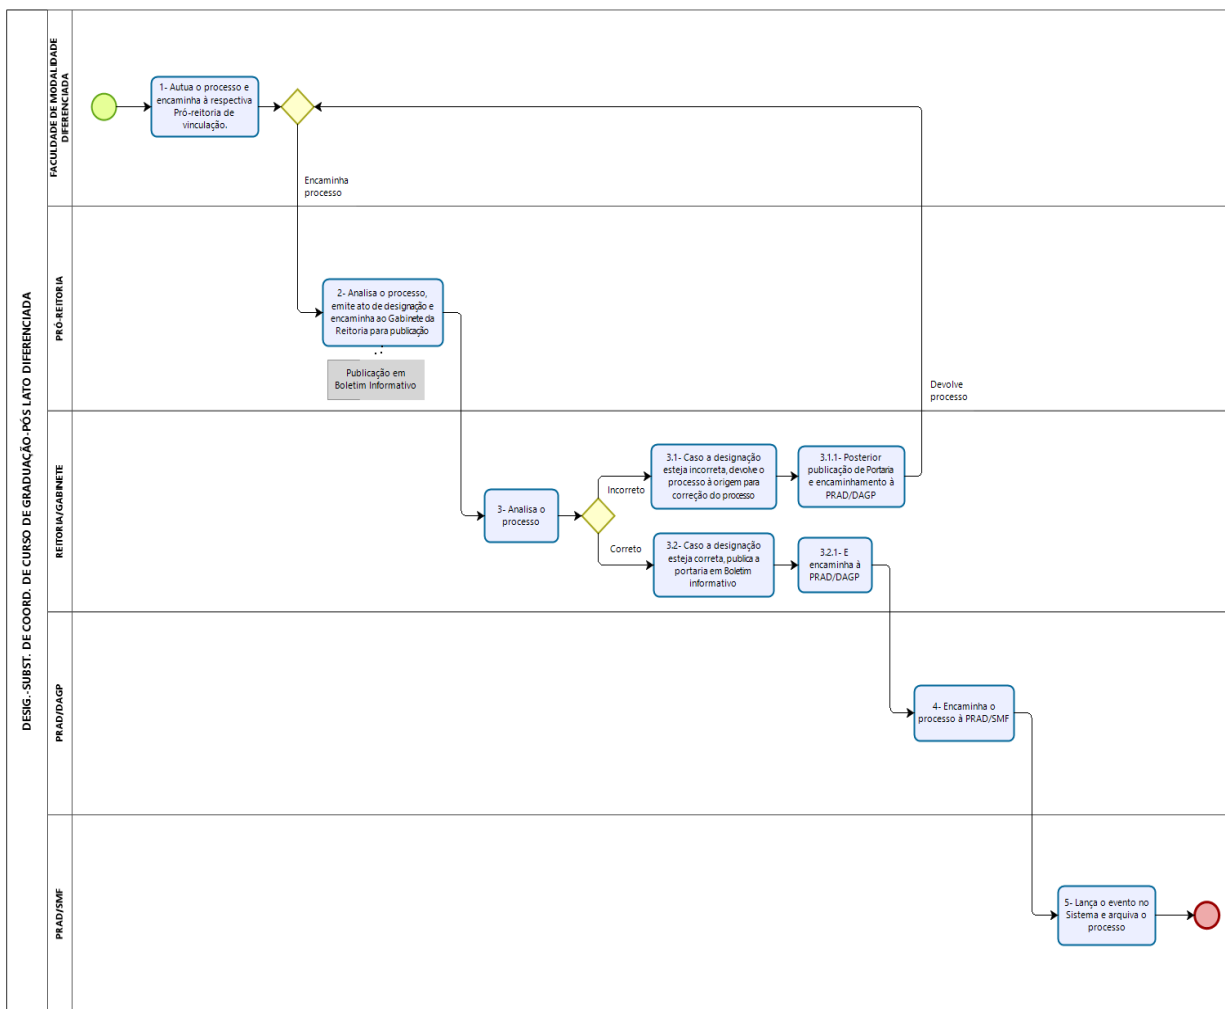 DESIG.-SUBST. DE COORD. DE CURSO DE GRADUAÇÃO-PÓS LATO DIFERENCIADA
FACULDADE DE MODALIDADE
DIFERENCIADA
1- Autua o processo e
encaminha à respectiva
Pró-reitoria de
vinculação.
Encaminha
processo
PRÓ-REITORIA
2- Analisa o processo,
emite ato de designação e
encaminha ao Gabinete da
Reitoria para publicação
Publicação em
Boletim Informativo
Devolve
processo
REITORIA/GABINETE
3- Analisa o
processo
Incorreto
3.1- Caso a designação
esteja incorreta, devolve o
processo à origem para
correção do processo
3.1.1- Posterior
publicação de Portaria
e encaminhamento à
PRAD/DAGP
Correto
3.2- Caso a designação
esteja correta, publica a
portaria em Boletim
informativo
3.2.1- E
encaminha à
PRAD/DAGP
PRAD/DAGP
4- Encaminha o
processo à PRAD/SMF
PRAD/SMF
5- Lança o evento no
Sistema e arquiva o
processo